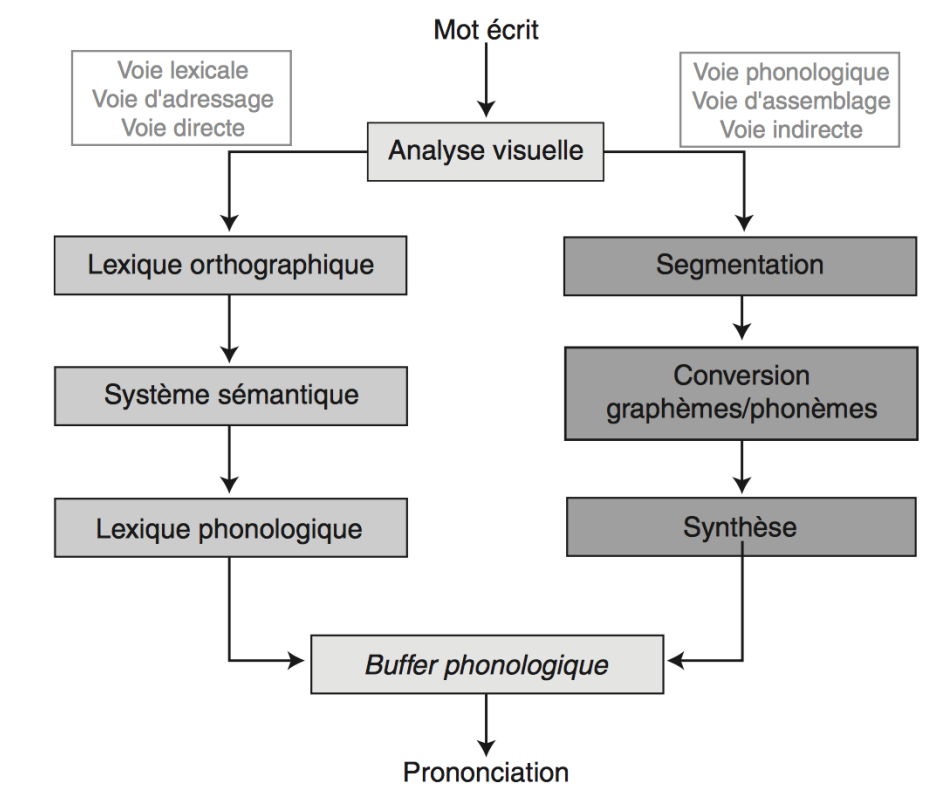 Mot écrit
Voie lexicale
Voie d'adressage
Voie directe
Voie phonologique
Voie d'assemblage
Voie indirecte
Analyse visuelle
Lexique orthographique
Segmentation
Système sémantique
Conversion
graphèmes/phonèmes
Lexique phonologique
Synthèse
Buffer phonologique
Prononciation